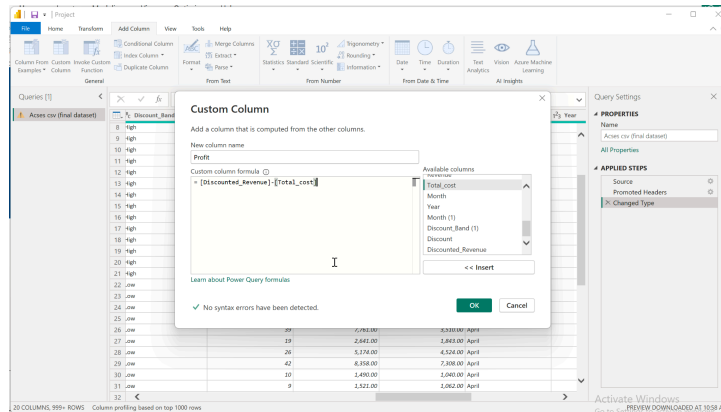 Project
File Home Transform Add Column View Tools Help
Column From Examples
Custom Column
Invoke Custom Function
Conditional Column
Index Column
Duplicate Column
General
Format
Merge Columns
Extract
Parse
From Text
Statistics
Standard
Scientific
Trigonometry
Rounding
Information
From Number
Date
Time
Duration
From Date & Time
Text Analytics
Vision
Azure Machine Learning
AI Insights
Queries [1]
Acses csv (final dataset)
Discount_Band
Year
8 High
9 High
10 High
11 High
12 High
13 High
14 High
15 High
16 High
17 High
18 High
19 High
20 High
21 High
22 Low
23 Low
24 Low
25 Low
26 Low 39 7,761.00 3,510.00 April
27 Low 19 2,641.00 1,843.00 April
28 Low 26 5,174.00 4,524.00 April
29 Low 42 8,358.00 7,308.00 April
30 Low 10 1,490.00 1,040.00 April
31 Low 9 1,521.00 1,062.00 April
32
Custom Column
Add a column that is computed from the other columns.
New column name
Profit
Custom column formula
= [Discounted_Revenue]-[Total_cost]
Available columns
Revenue
Total_cost
Month
Year
Month (1)
Discount_Band (1)
Discount
Discounted_Revenue
<< Insert
Learn about Power Query formulas
No syntax errors have been detected.
OK
Cancel
Query Settings
PROPERTIES
Name
Acses csv (final dataset)
All Properties
APPLIED STEPS
Source
Promoted Headers
Changed Type
Activate Windows
20 COLUMNS, 999+ ROWS Column profiling based on top 1000 rows
PREVIEW DOWNLOADED AT 10:58